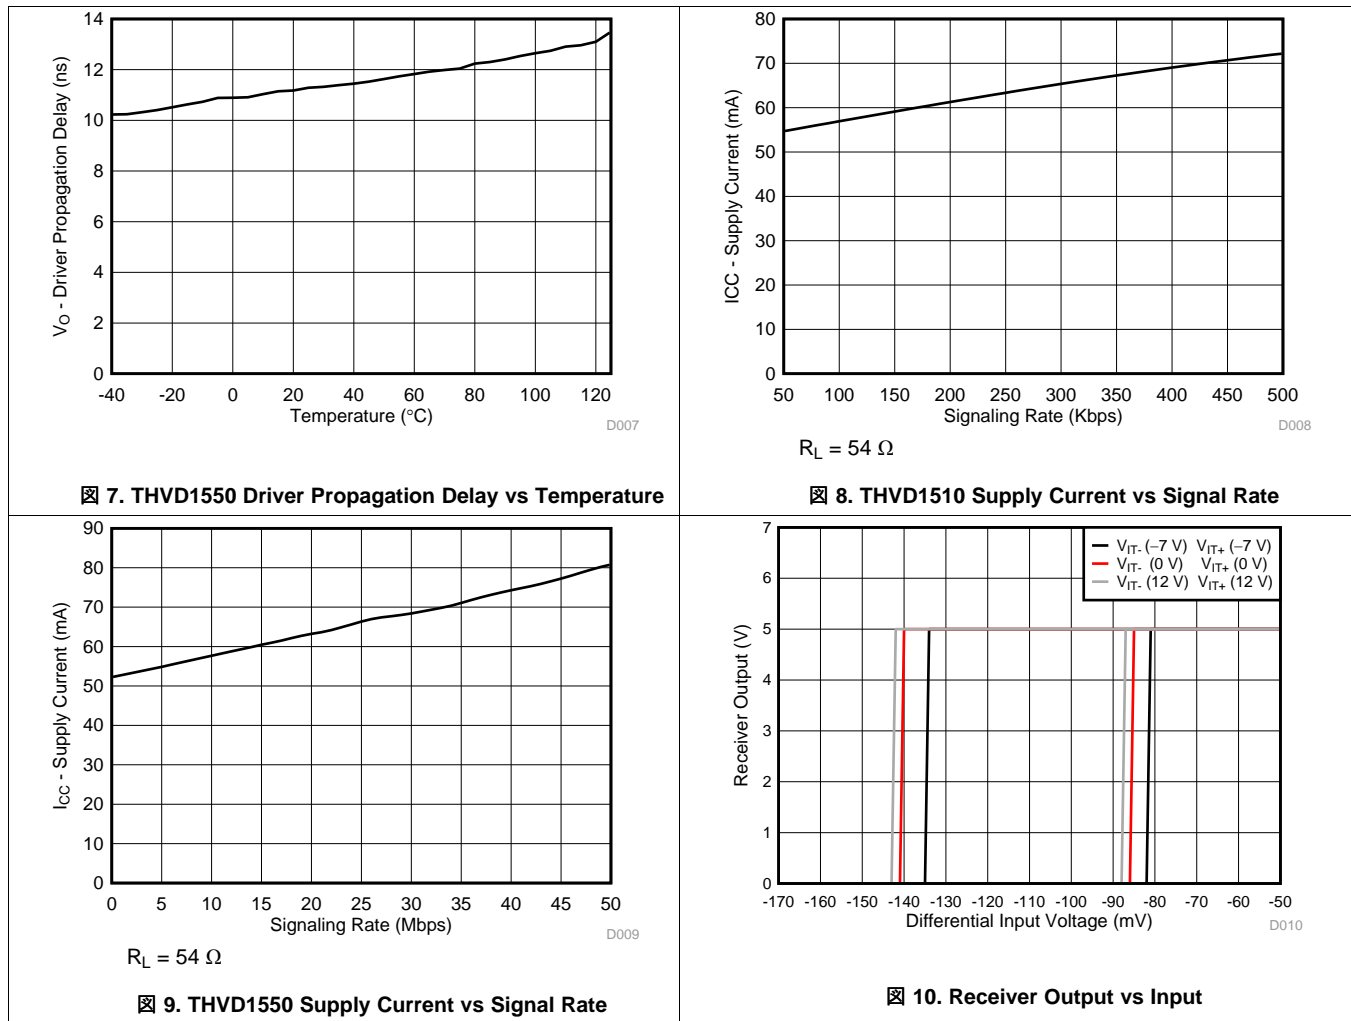 14
12
10
8
6
4
2
0
-40 -20 0 20 40 60 80 100 120
VO - Driver Propagation Delay (ns)
Temperature (°C)
D007
図 7. THVD1550 Driver Propagation Delay vs Temperature
80
70
60
50
40
30
20
10
0
50 100 150 200 250 300 350 400 450 500
ICC - Supply Current (mA)
Signaling Rate (Kbps)
D008
RL = 54 Ω
図 8. THVD1510 Supply Current vs Signal Rate
90
80
70
60
50
40
30
20
10
0
0 5 10 15 20 25 30 35 40 45 50
ICC - Supply Current (mA)
Signaling Rate (Mbps)
D009
RL = 54 Ω
図 9. THVD1550 Supply Current vs Signal Rate
7
6
5
4
3
2
1
0
-170 -160 -150 -140 -130 -120 -110 -100 -90 -80 -70 -60 -50
Receiver Output (V)
Differential Input Voltage (mV)
D010
VIT- (–7 V) VIT+ (–7 V)
VIT- (0 V) VIT+ (0 V)
VIT- (12 V) VIT+ (12 V)
図 10. Receiver Output vs Input